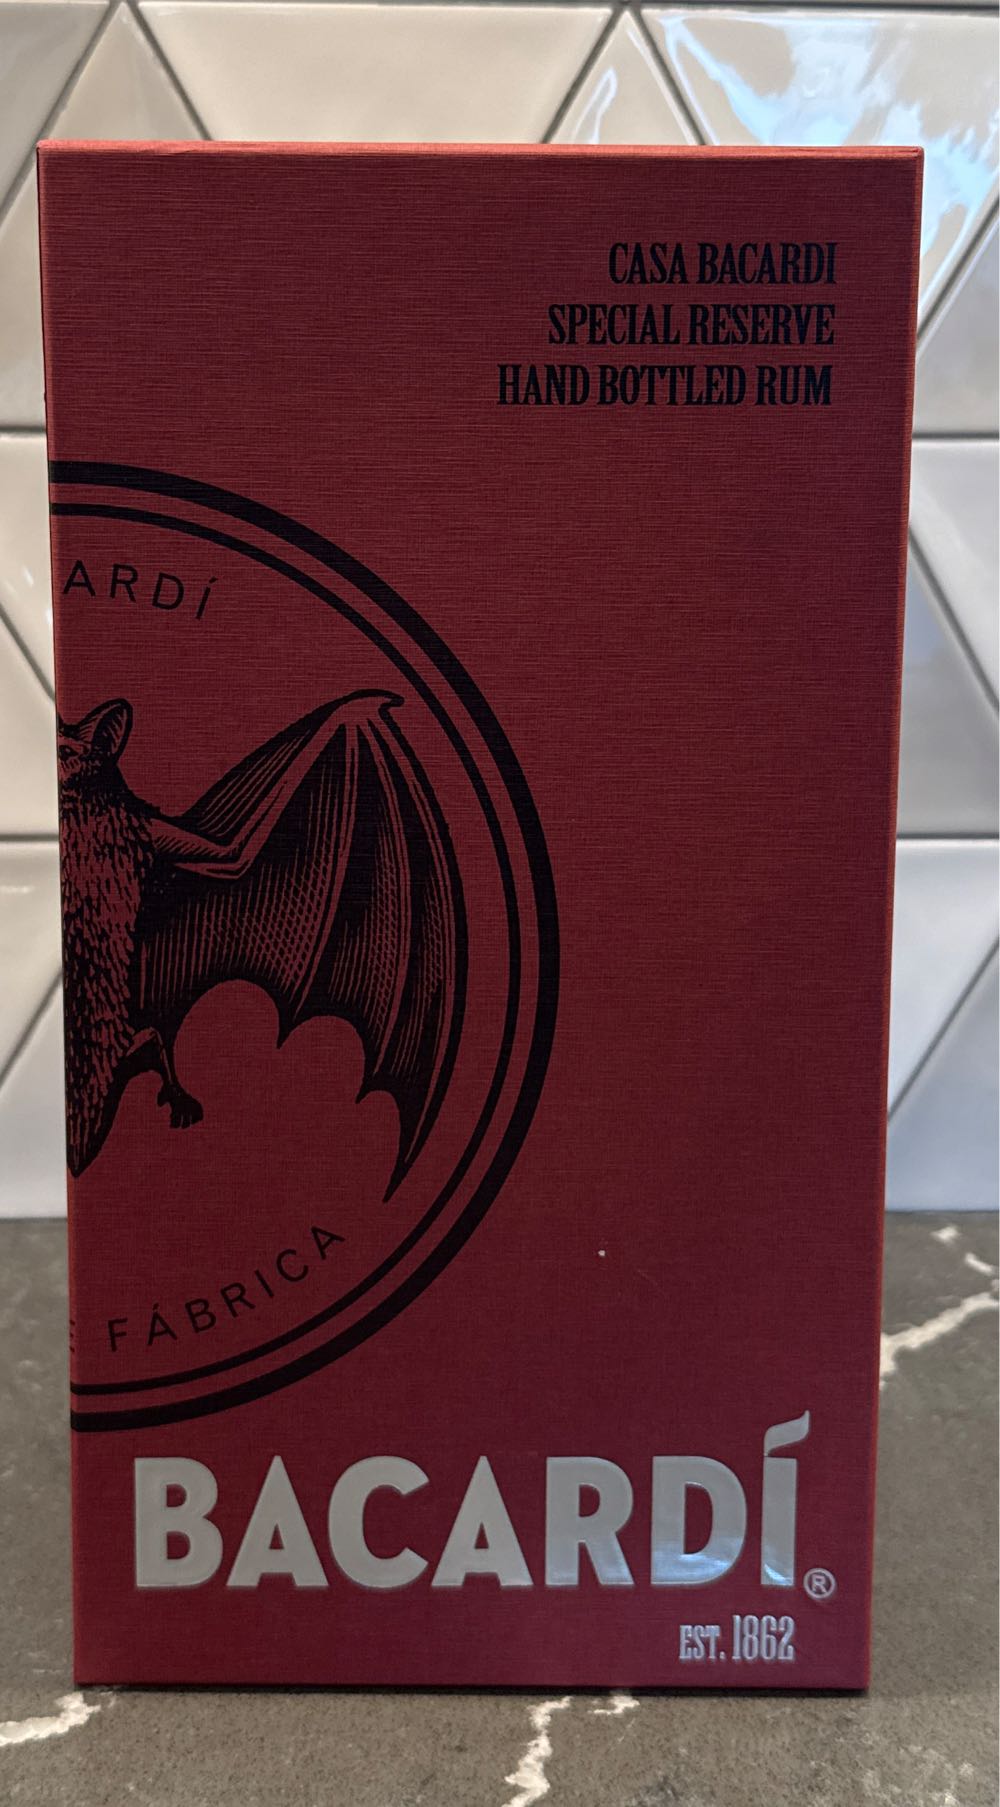 CASA BACARDI
SPECIAL RESERVE
HAND BOTTLED RUM
ARDÍ
E FÁBRICA
BACARDÍ®
EST. 1862